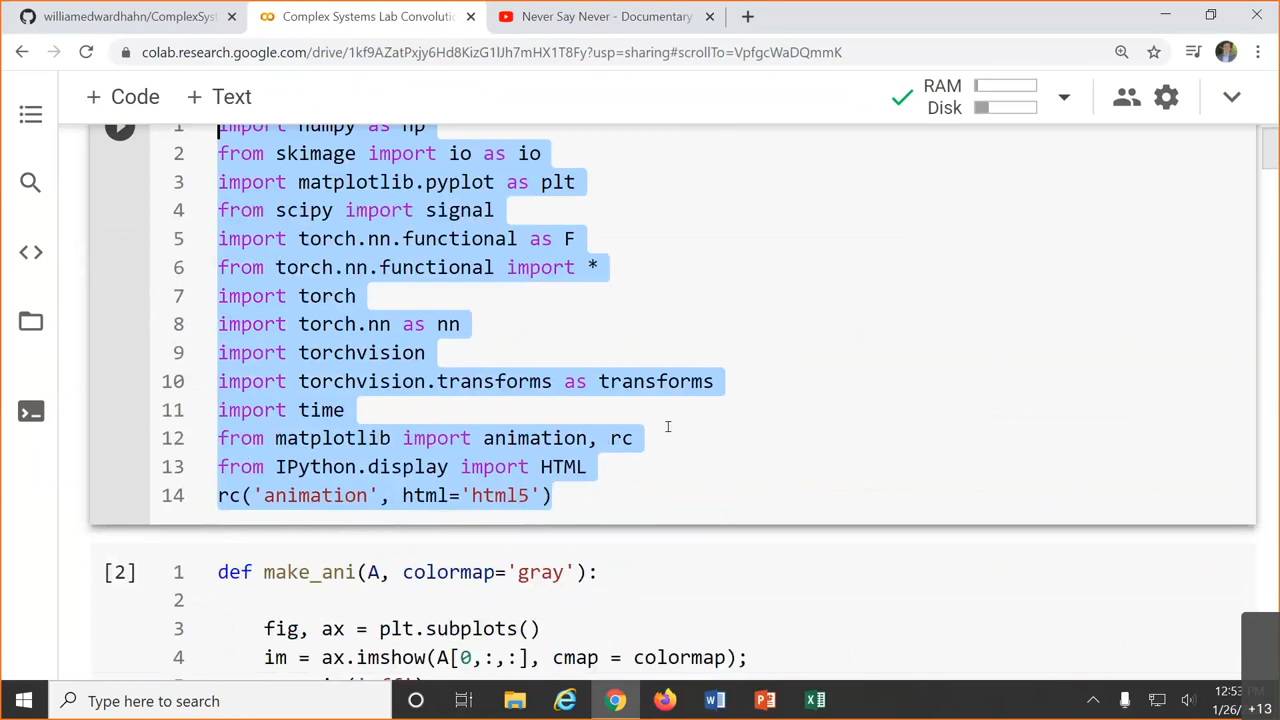 williamedwardhahn/ComplexSys
Complex Systems Lab Convolutio
Never Say Never - Documentary
colab.research.google.com/drive/1kf9AZatPxjy6Hd8KizG1lJh7mHX1T8Fy?usp=sharing#scrollTo=VpfgcWaDQmmK
+ Code + Text
RAM
Disk
1 import numpy as np
2 from skimage import io as io
3 import matplotlib.pyplot as plt
4 from scipy import signal
5 import torch.nn.functional as F
6 from torch.nn.functional import *
7 import torch
8 import torch.nn as nn
9 import torchvision
10 import torchvision.transforms as transforms
11 import time
12 from matplotlib import animation, rc
13 from IPython.display import HTML
14 rc('animation', html='html5')
[2] 1 def make_ani(A, colormap='gray'):
2
3 fig, ax = plt.subplots()
4 im = ax.imshow(A[0,:,:], cmap = colormap);
Type here to search
12:53 PM
1/26/
+13